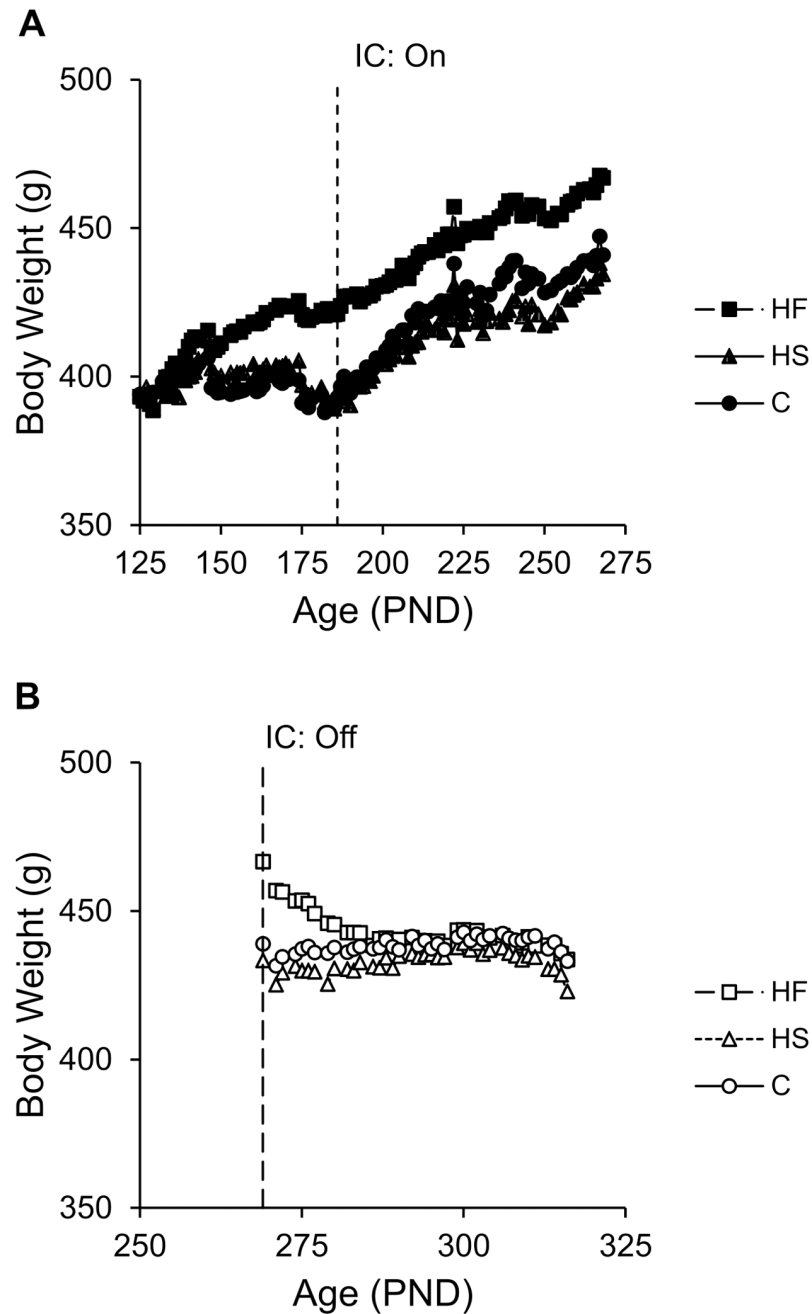 A
IC: On
500
450
400
350
Body Weight (g)
125 150 175 200 225 250 275
Age (PND)
HF
HS
C
B
IC: Off
500
450
400
350
Body Weight (g)
250 275 300 325
Age (PND)
HF
HS
C